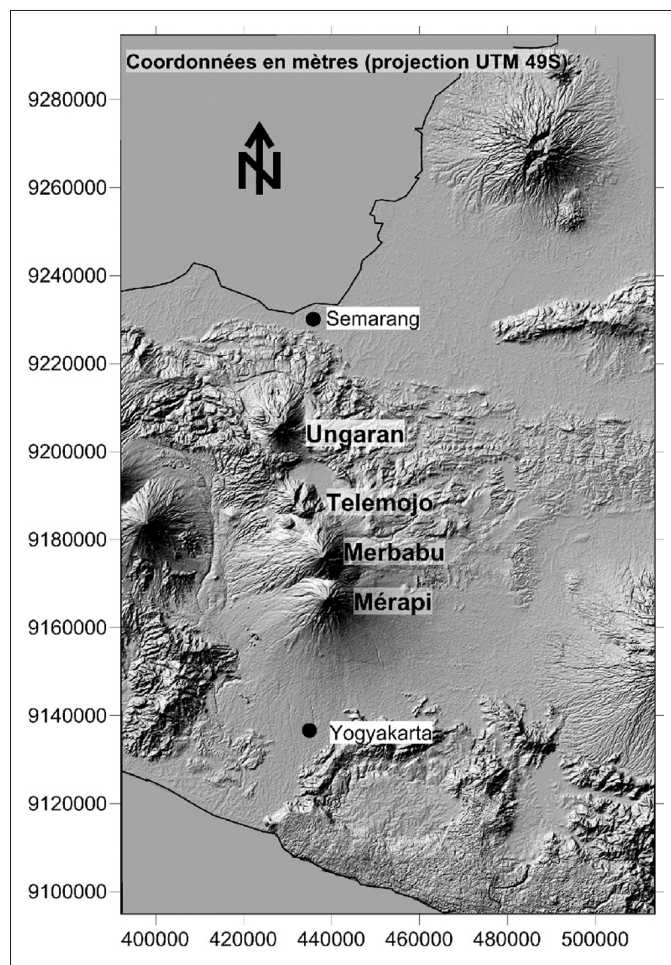 Coordonnées en mètres (projection UTM 49S)
9280000
N
9260000
9240000
Semarang
9220000
Ungaran
9200000
Telemojo
9180000
Merbabu
Mérapi
9160000
9140000
Yogyakarta
9120000
9100000
400000 420000 440000 460000 480000 500000